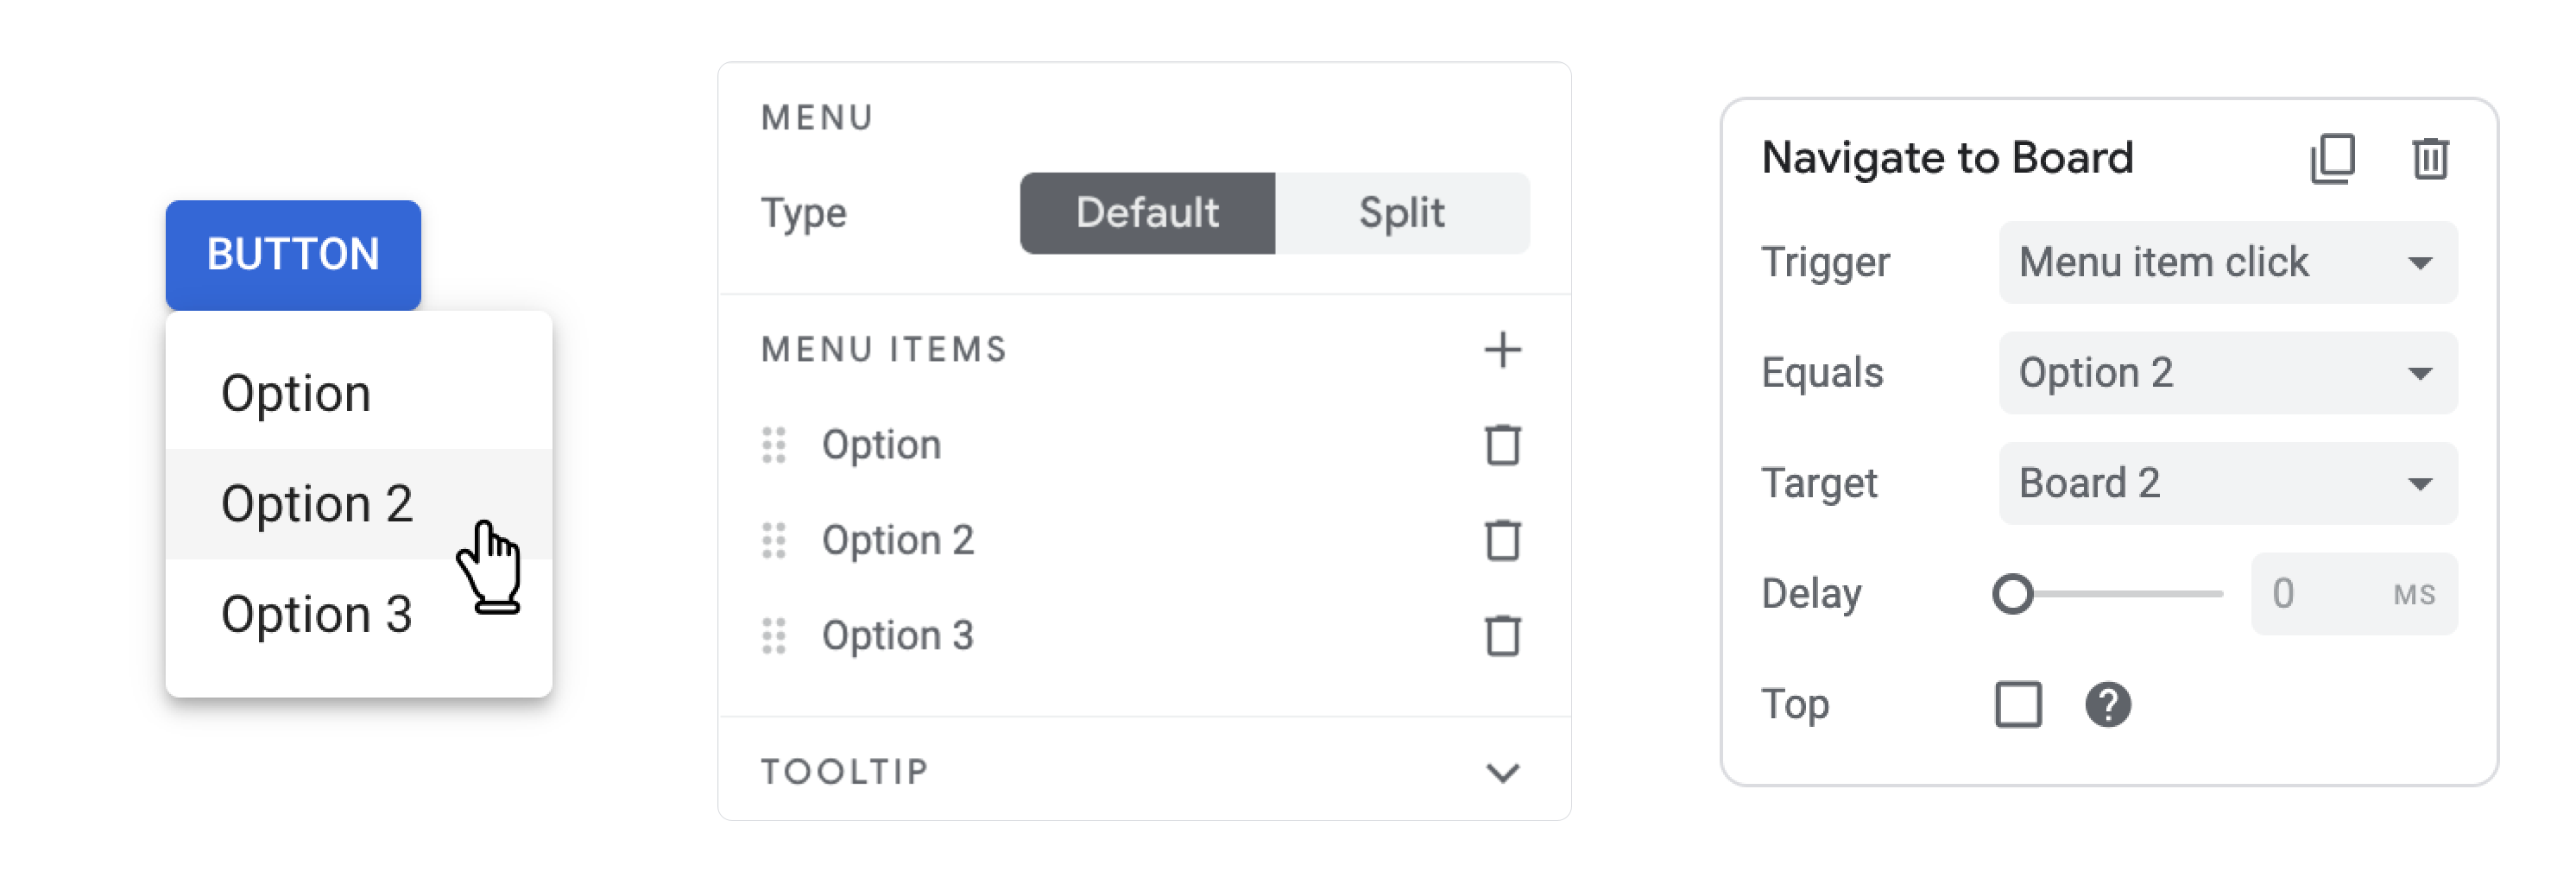 BUTTON
Option
Option 2
Option 3
MENU
Type Default Split
MENU ITEMS
Option
Option 2
Option 3
TOOLTIP
Navigate to Board
Trigger Menu item click
Equals Option 2
Target Board 2
Delay 0 MS
Top ?